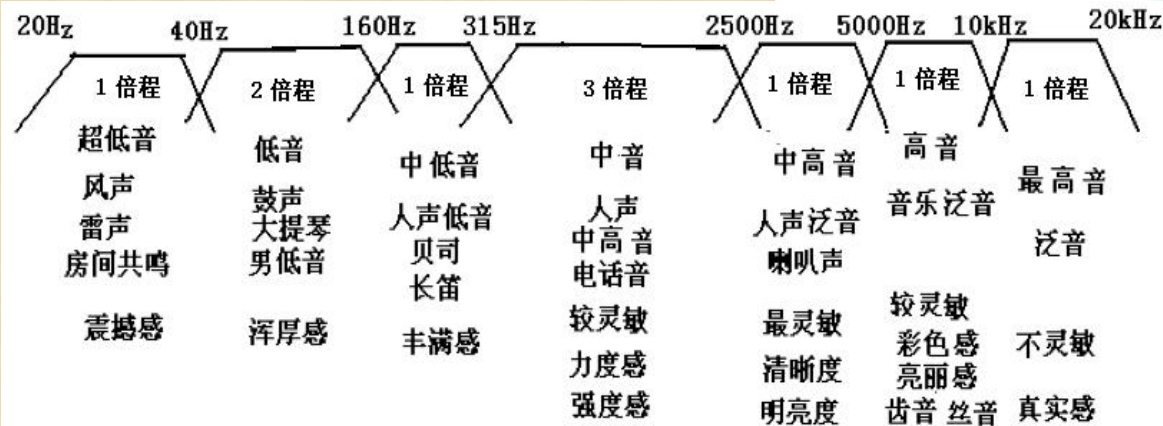 20Hz 40Hz 160Hz 315Hz 2500Hz 5000Hz 10kHz 20kHz
1倍程 2倍程 1倍程 3倍程 1倍程 1倍程 1倍程
超低音
风声
雷声
房间共鸣
震撼感
低音
鼓声
大提琴
男低音
浑厚感
中低音
人声低音
贝司
长笛
丰满感
中音
人声
中高音
电话音
较灵敏
力度感
强度感
中高音
人声泛音
喇叭声
最灵敏
清晰度
明亮度
高音
音乐泛音
较灵敏
彩色感
亮丽感
齿音 丝音
最高音
泛音
不灵敏
真实感